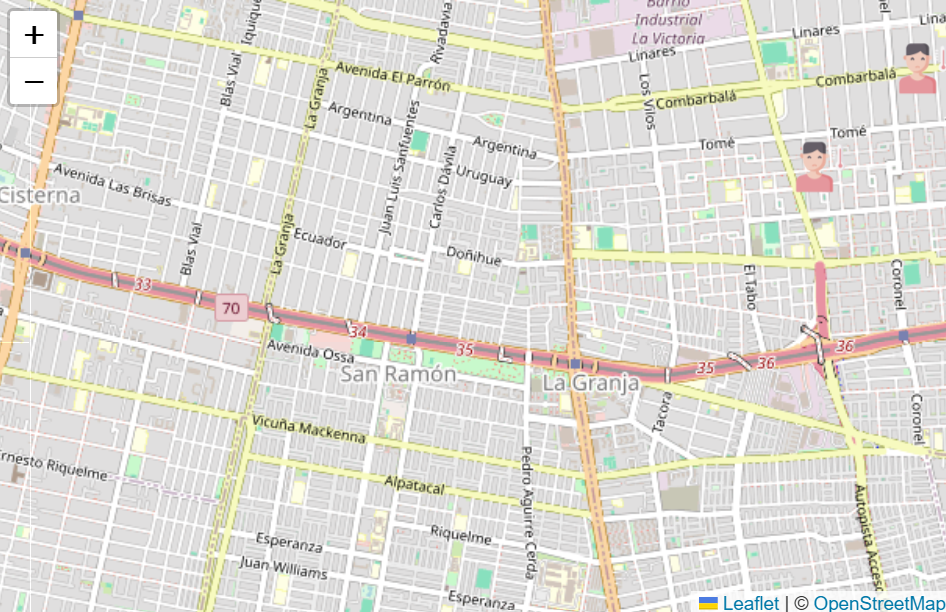 +
−
Iquique
Rivadavia
Barrio
Industrial
La Victoria
Linares
Linares
Lina
Avenida El Parrón
Combarbalá
Combarbalá
Blas Vial
La Granja
Los Vilos
Argentina
Juan Luis Sanfuentes
Argentina
Tomé
Tomé
Carlos Dávila
Uruguay
Avenida Las Brisas
Cisterna
Blas Vial
La Granja
Ecuador
Doñihue
El Tabo
Coronel
33
70
34
35
35
36
36
Avenida Ossa
San Ramón
La Granja
Tacora
Coronel
Vicuña Mackenna
Ernesto Riquelme
Alpatacal
Pedro Aguirre Cerda
Autopista Acceso
Riquelme
Esperanza
Juan Williams
Esperanza
Leaflet | © OpenStreetMap